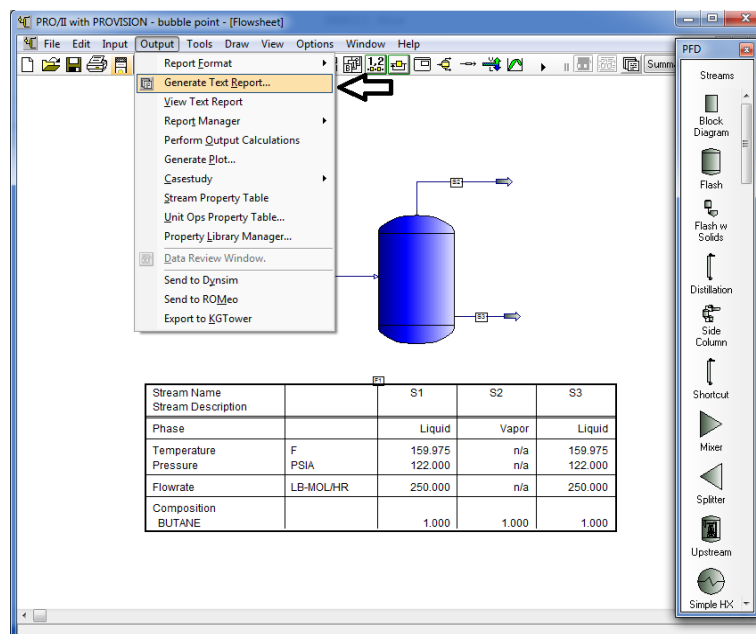 PRO/II with PROVISION - bubble point - [Flowsheet]
File Edit Input Output Tools Draw View Options Window Help
1,2
Summ
Report Format
Generate Text Report...
View Text Report
Report Manager
Perform Output Calculations
Generate Plot...
Casestudy
Stream Property Table
Unit Ops Property Table...
Property Library Manager...
Data Review Window.
Send to Dynsim
Send to ROMeo
Export to KGTower
S2
S3
F1
Stream Name S1 S2 S3
Stream Description
Phase Liquid Vapor Liquid
Temperature F 159.975 n/a 159.975
Pressure PSIA 122.000 n/a 122.000
Flowrate LB-MOL/HR 250.000 n/a 250.000
Composition
BUTANE 1.000 1.000 1.000
PFD
Streams
Block
Diagram
Flash
Flash w
Solids
Distillation
Side
Column
Shortcut
Mixer
Splitter
Upstream
Simple HX